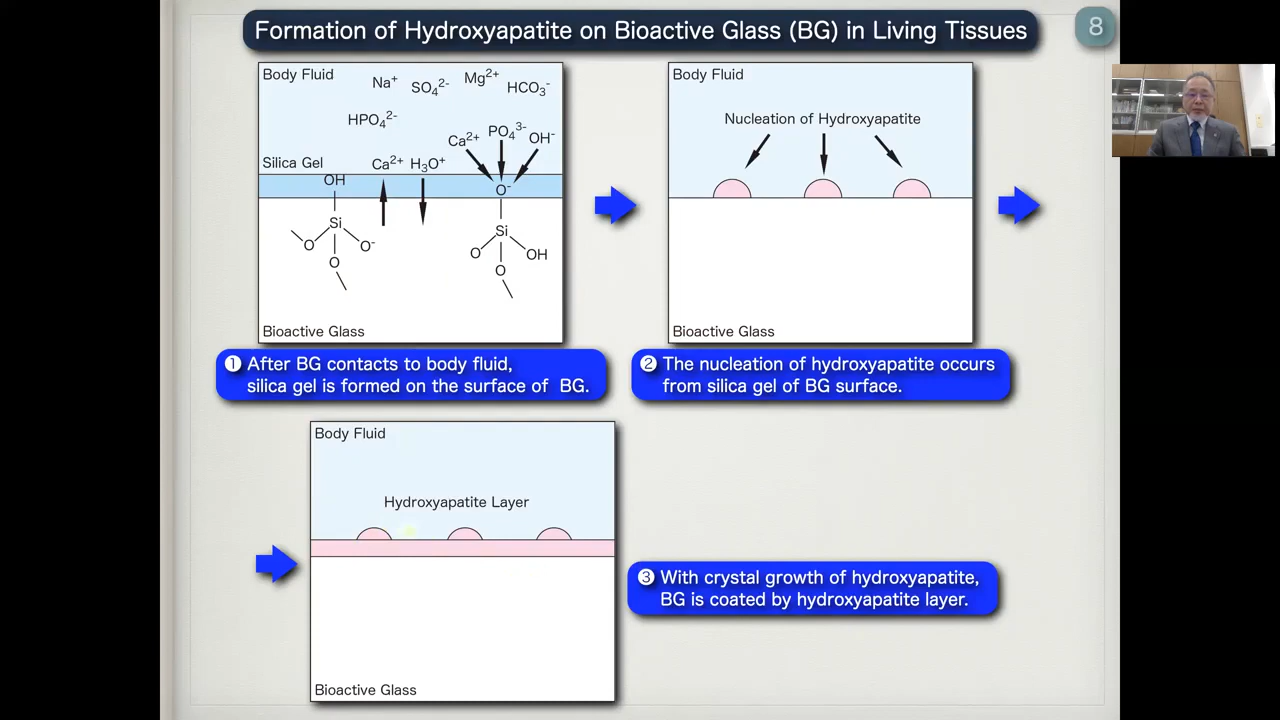 Formation of Hydroxyapatite on Bioactive Glass (BG) in Living Tissues
8
Body Fluid
Na⁺ SO₄²⁻ Mg²⁺ HCO₃⁻
HPO₄²⁻
Ca²⁺ PO₄³⁻ OH⁻
Silica Gel Ca²⁺ H₃O⁺
OH O⁻
Si Si
O O⁻ O OH
O O
Bioactive Glass
Body Fluid
Nucleation of Hydroxyapatite
Bioactive Glass
❶ After BG contacts to body fluid,
silica gel is formed on the surface of BG.
❷ The nucleation of hydroxyapatite occurs
from silica gel of BG surface.
Body Fluid
Hydroxyapatite Layer
Bioactive Glass
❸ With crystal growth of hydroxyapatite,
BG is coated by hydroxyapatite layer.